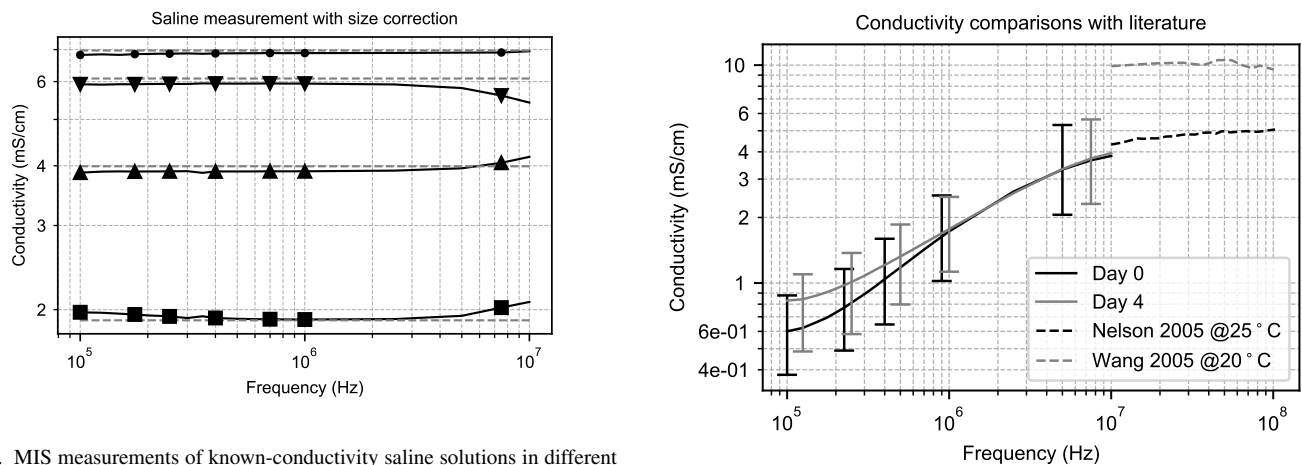 Saline measurement with size correction
Conductivity (mS/cm)
6
4
3
2
10^5
10^6
10^7
Frequency (Hz)
. MIS measurements of known-conductivity saline solutions in different
Conductivity comparisons with literature
Conductivity (mS/cm)
10
6
4
3
2
1
6e-01
4e-01
Day 0
Day 4
Nelson 2005 @25°C
Wang 2005 @20°C
10^5
10^6
10^7
10^8
Frequency (Hz)